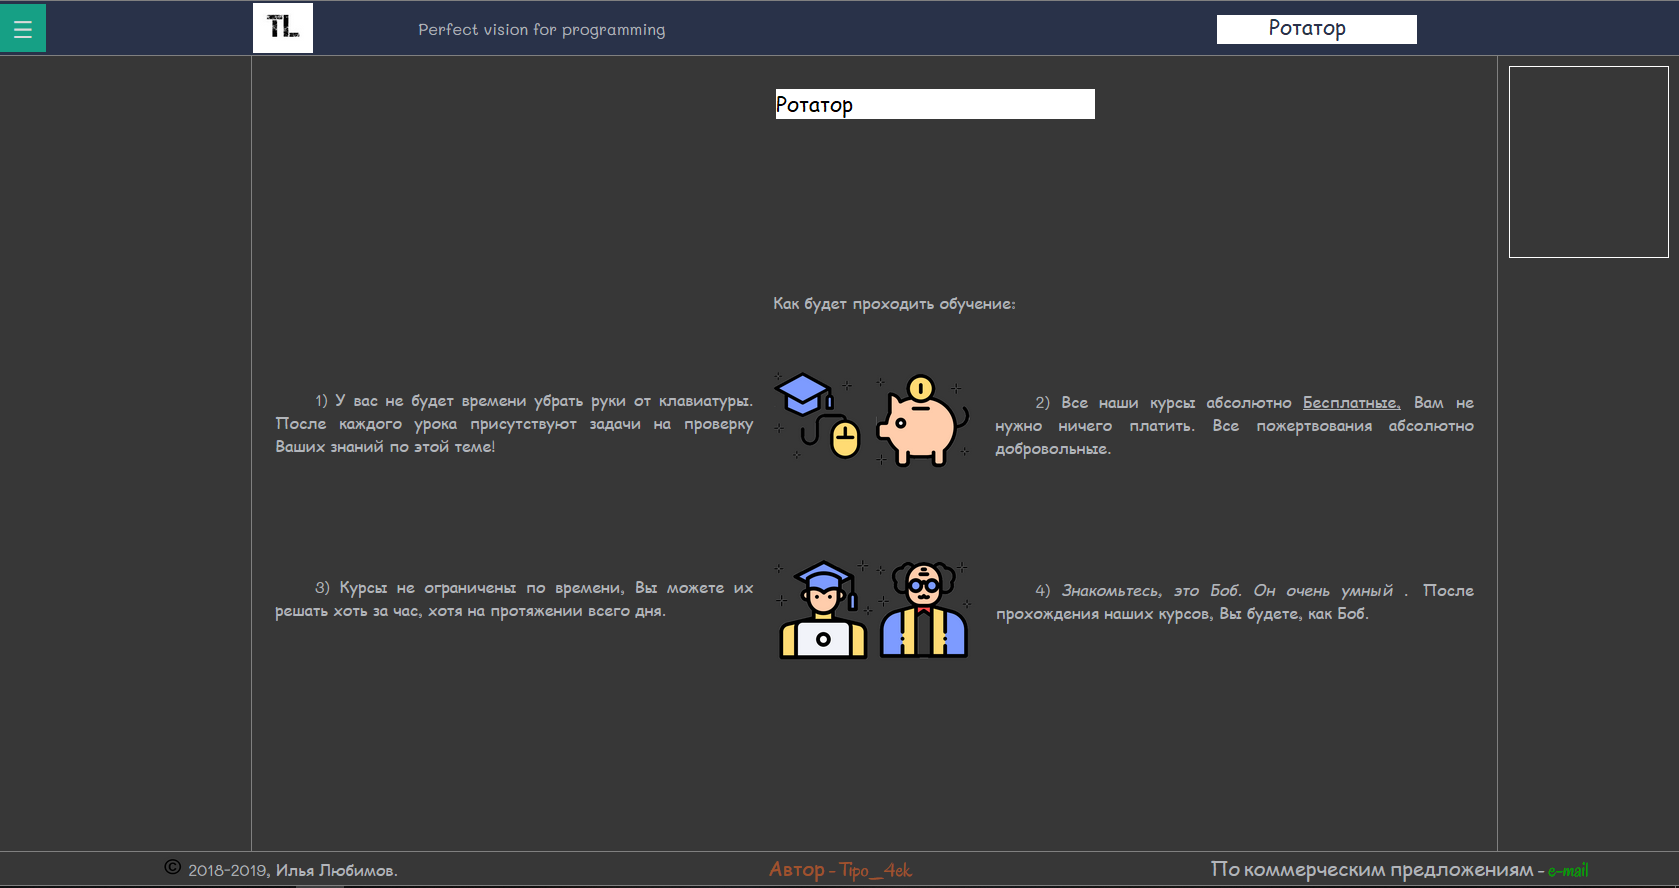 TL
Perfect vision for programming
Ротатор
Ротатор
Как будет проходить обучение:
1) У вас не будет времени убрать руки от клавиатуры.
После каждого урока присутствуют задачи на проверку
Ваших знаний по этой теме!
2) Все наши курсы абсолютно Бесплатные. Вам не
нужно ничего платить. Все пожертвования абсолютно
добровольные.
3) Курсы не ограничены по времени, Вы можете их
решать хоть за час, хотя на протяжении всего дня.
4) Знакомьтесь, это Боб. Он очень умный . После
прохождения наших курсов, Вы будете, как Боб.
© 2018-2019, Илья Любимов.
Автор - Tipo_4ek
По коммерческим предложениям - e-mail